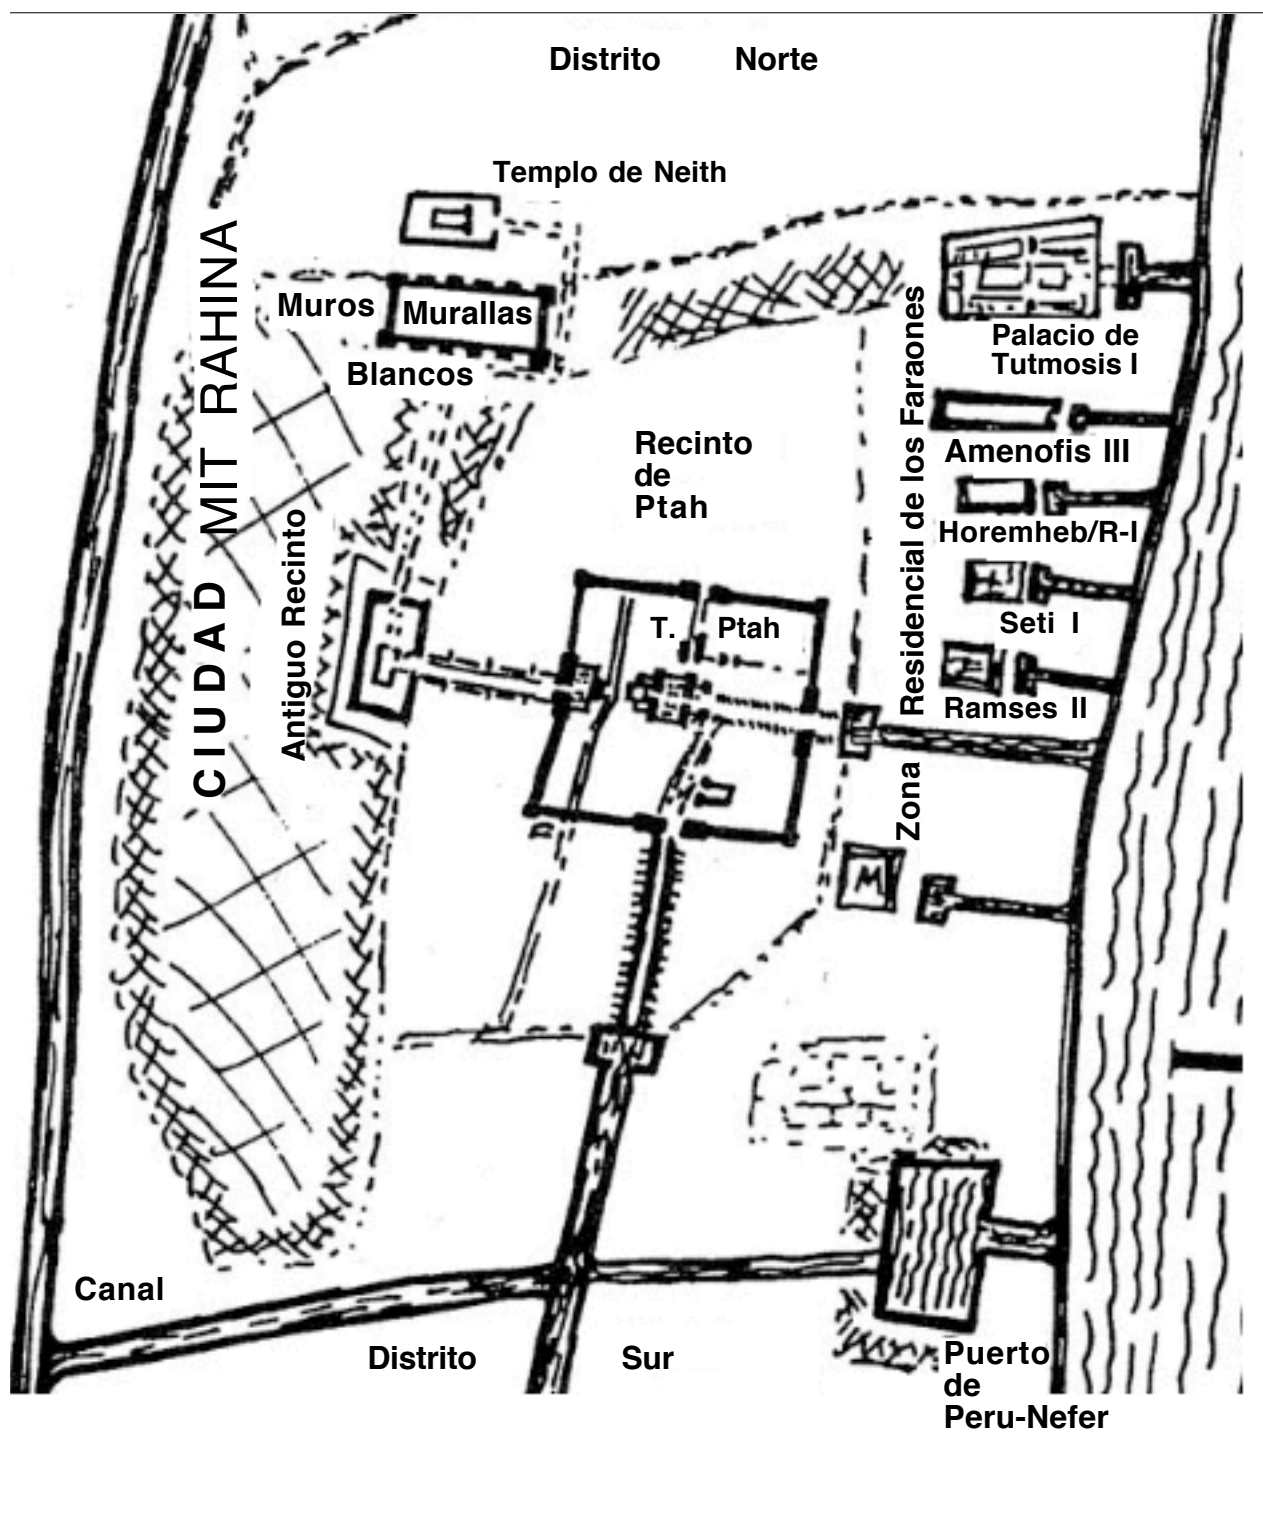 Distrito Norte
Templo de Neith
CIUDAD MIT RAHINA
Muros
Murallas
Blancos
Palacio de
Tutmosis I
Zona Residencial de los Faraones
Amenofis III
Recinto
de
Ptah
Antiguo Recinto
Horemheb/R-I
T. Ptah
Seti I
Ramses II
M
Canal
Distrito Sur
Puerto
de
Peru-Nefer